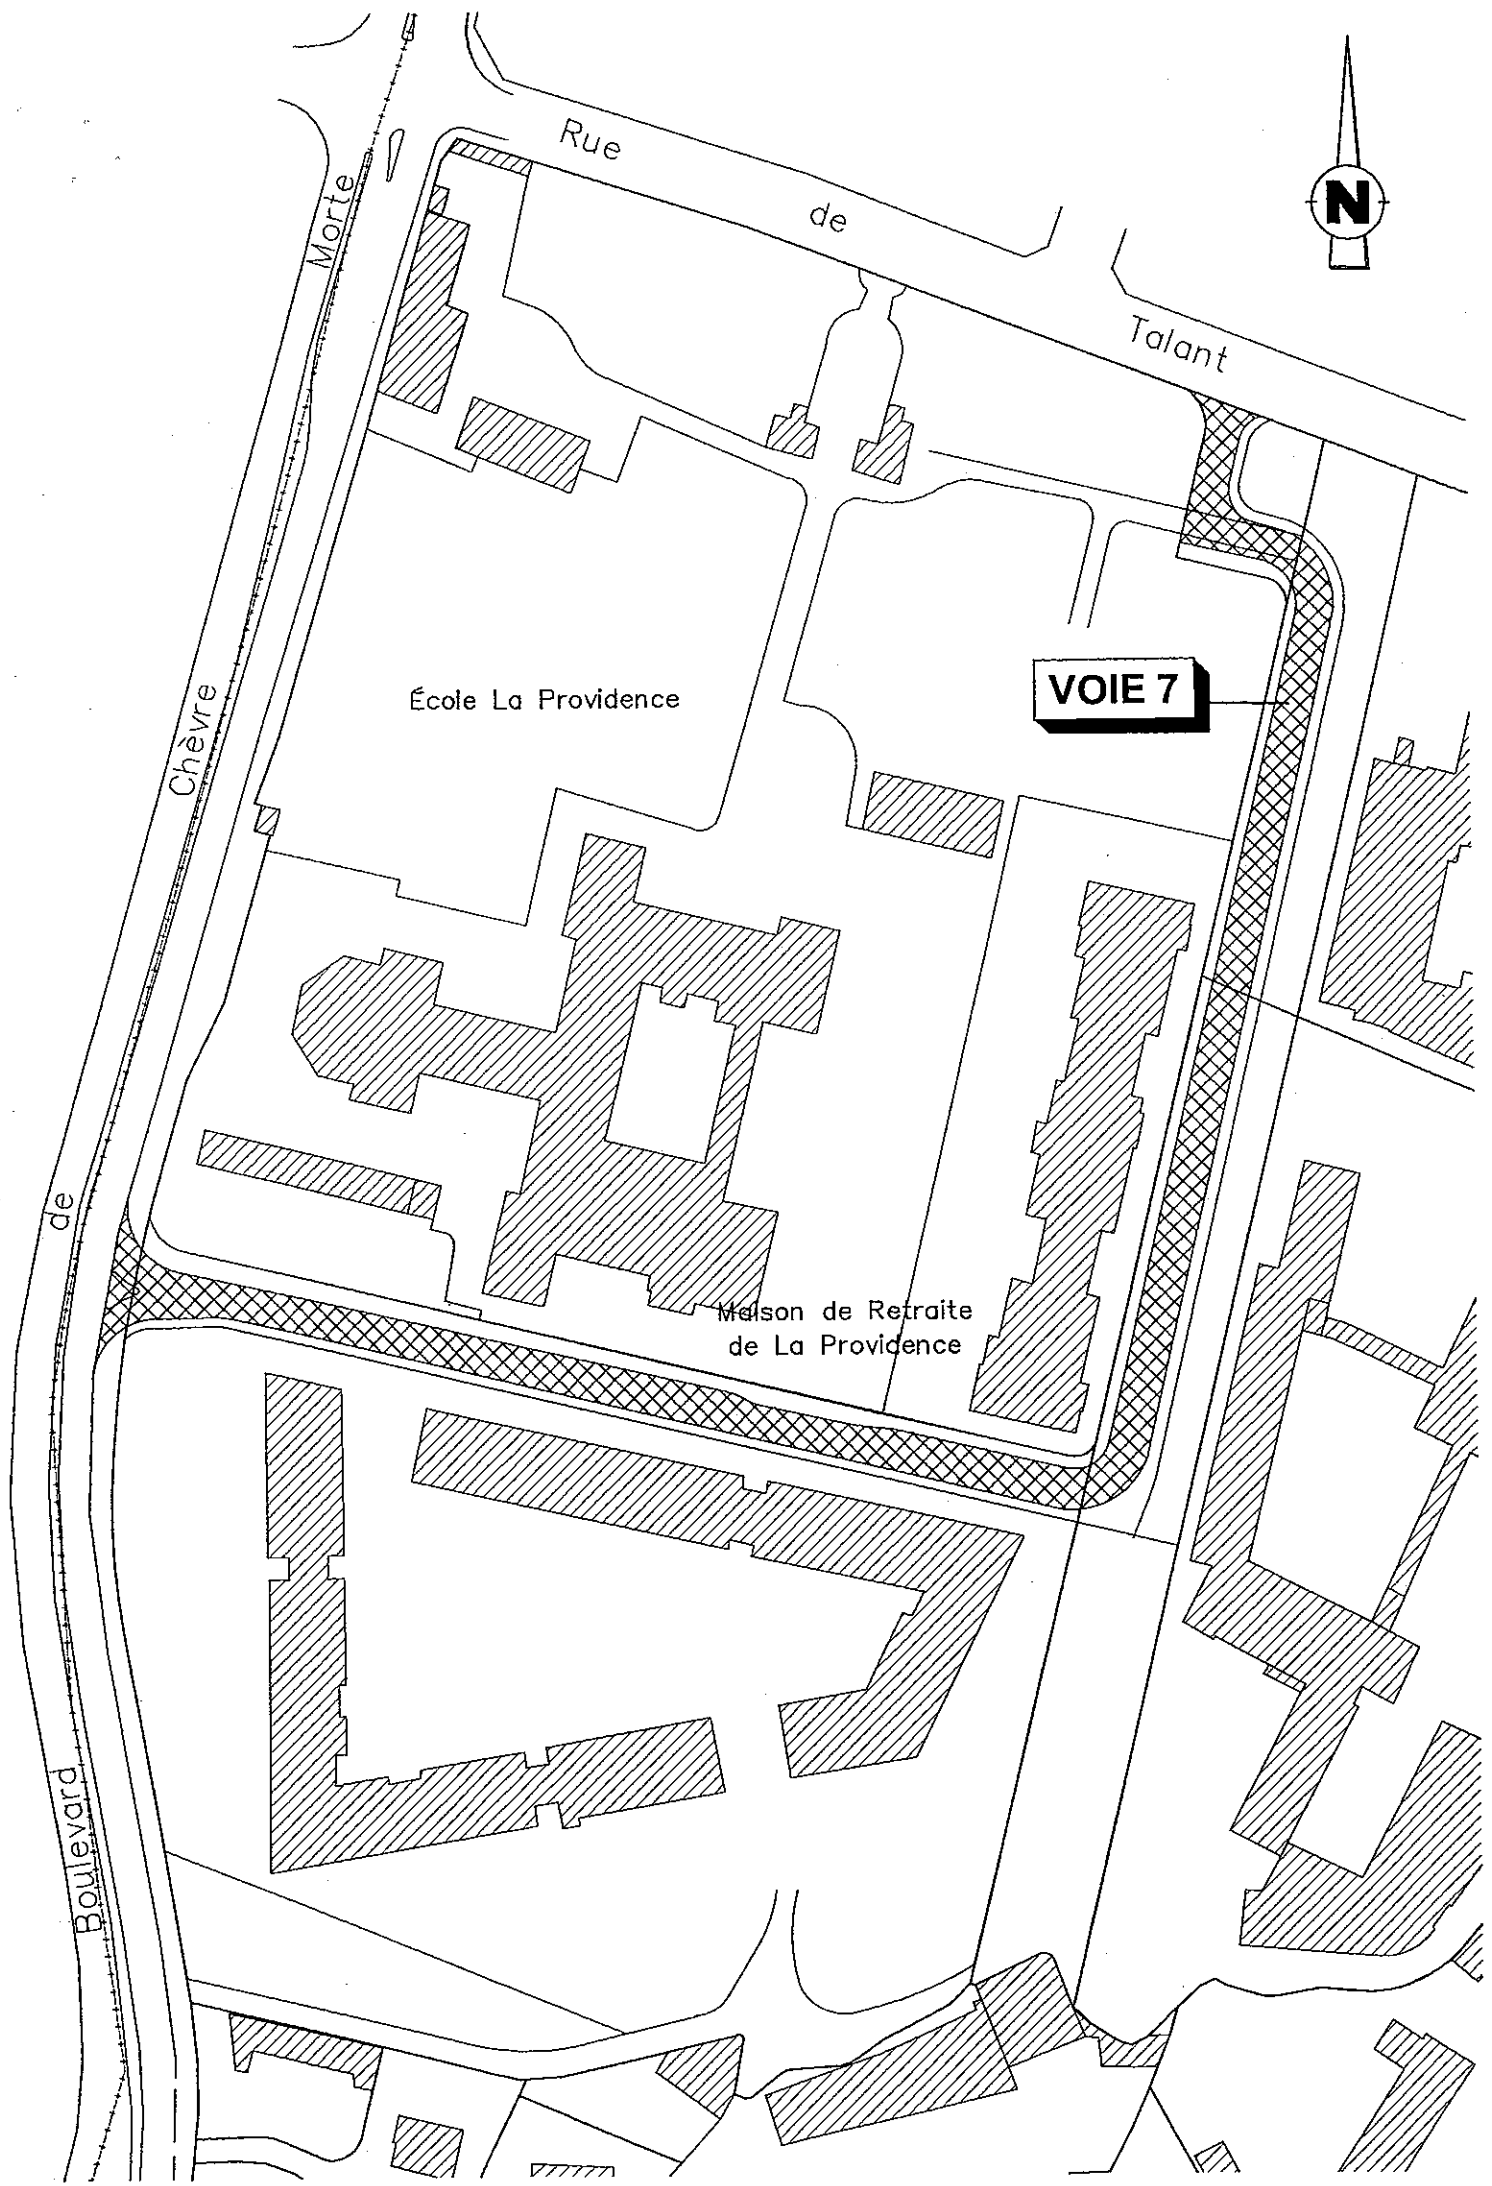 Rue de Talant
N
Boulevard de Chèvre Morte
École La Providence
VOIE 7
Maison de Retraite
de La Providence